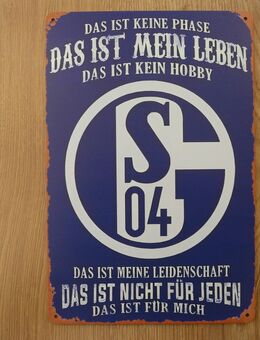 DAS IST KEINE PHASE
DAS IST MEIN LEBEN
DAS IST KEIN HOBBY
S
04
DAS IST MEINE LEIDENSCHAFT
DAS IST NICHT FÜR JEDEN
DAS IST FÜR MICH